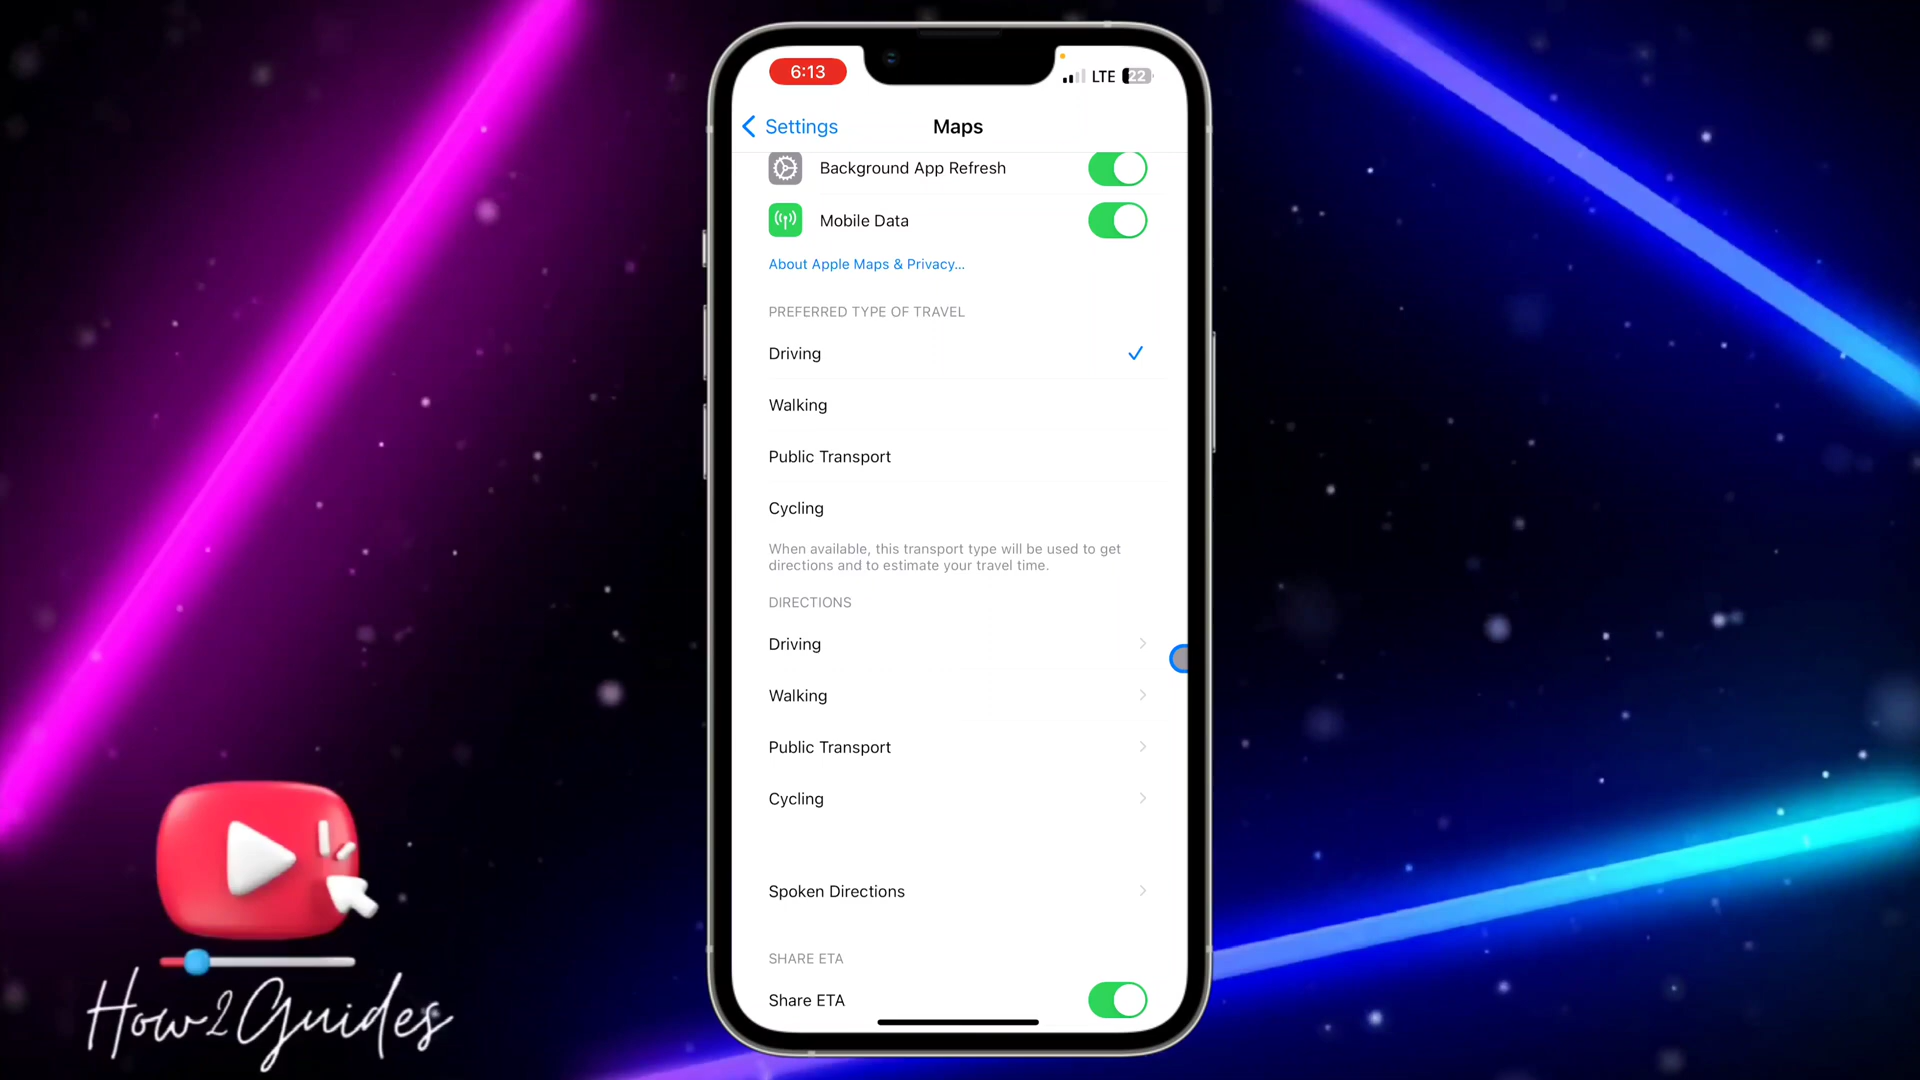 6:13
LTE 22
Settings
Maps
Background App Refresh
Mobile Data
About Apple Maps & Privacy...
PREFERRED TYPE OF TRAVEL
Driving
Walking
Public Transport
Cycling
When available, this transport type will be used to get
directions and to estimate your travel time.
DIRECTIONS
Driving
Walking
Public Transport
Cycling
Spoken Directions
SHARE ETA
Share ETA
How2Guides